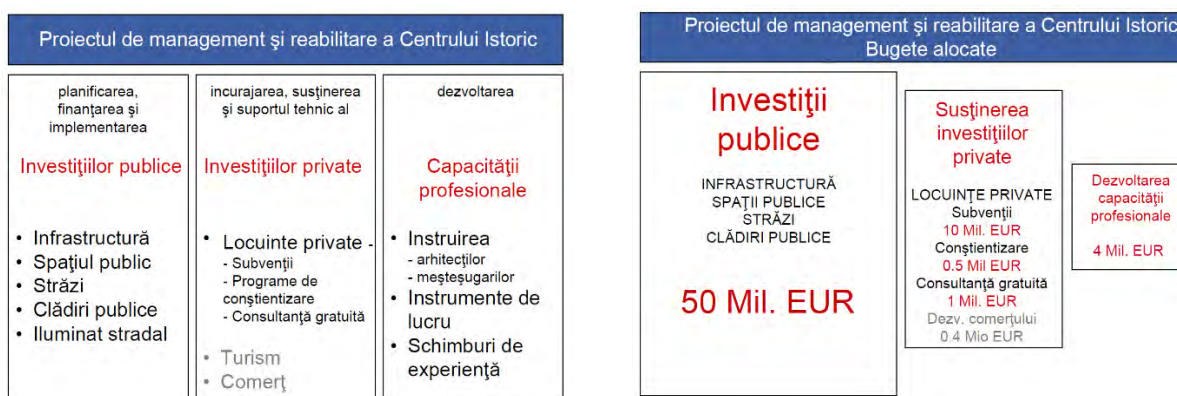 Proiectul de management şi reabilitare a Centrului Istoric
planificarea,
finanţarea şi
implementarea
Investiţiilor publice
• Infrastructură
• Spaţiul public
• Străzi
• Clădiri publice
• Iluminat stradal
incurajarea, susţinerea
şi suportul tehnic al
Investiţiilor private
• Locuinte private -
- Subvenţii
- Programe de
conştientizare
- Consultanţă gratuită
• Turism
• Comerţ
dezvoltarea
Capacităţii
profesionale
• Instruirea
- arhitecţilor
- meşteşugarilor
• Instrumente de
lucru
• Schimburi de
experienţă
Proiectul de management şi reabilitare a Centrului Istoric
Bugete alocate
Investiţii
publice
INFRASTRUCTURĂ
SPAŢII PUBLICE
STRĂZI
CLĂDIRI PUBLICE
50 Mil. EUR
Susţinerea
investiţiilor
private
LOCUINŢE PRIVATE
Subvenţii
10 Mil. EUR
Conştientizare
0.5 Mil EUR
Consultanţă gratuită
1 Mil. EUR
Dezv. comerţului
0.4 Mio EUR
Dezvoltarea
capacităţii
profesionale
4 Mil. EUR